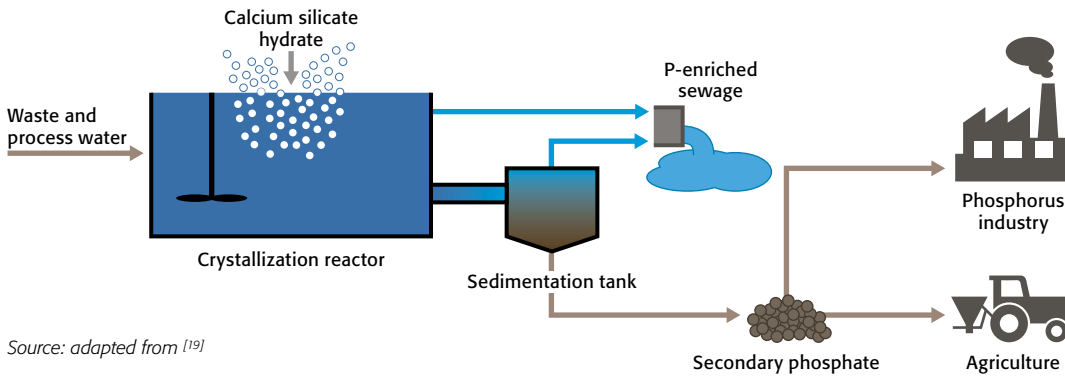 Calcium silicate
hydrate
Waste and
process water
P-enriched
sewage
Phosphorus
industry
Crystallization reactor
Sedimentation tank
Source: adapted from [19]
Secondary phosphate
Agriculture